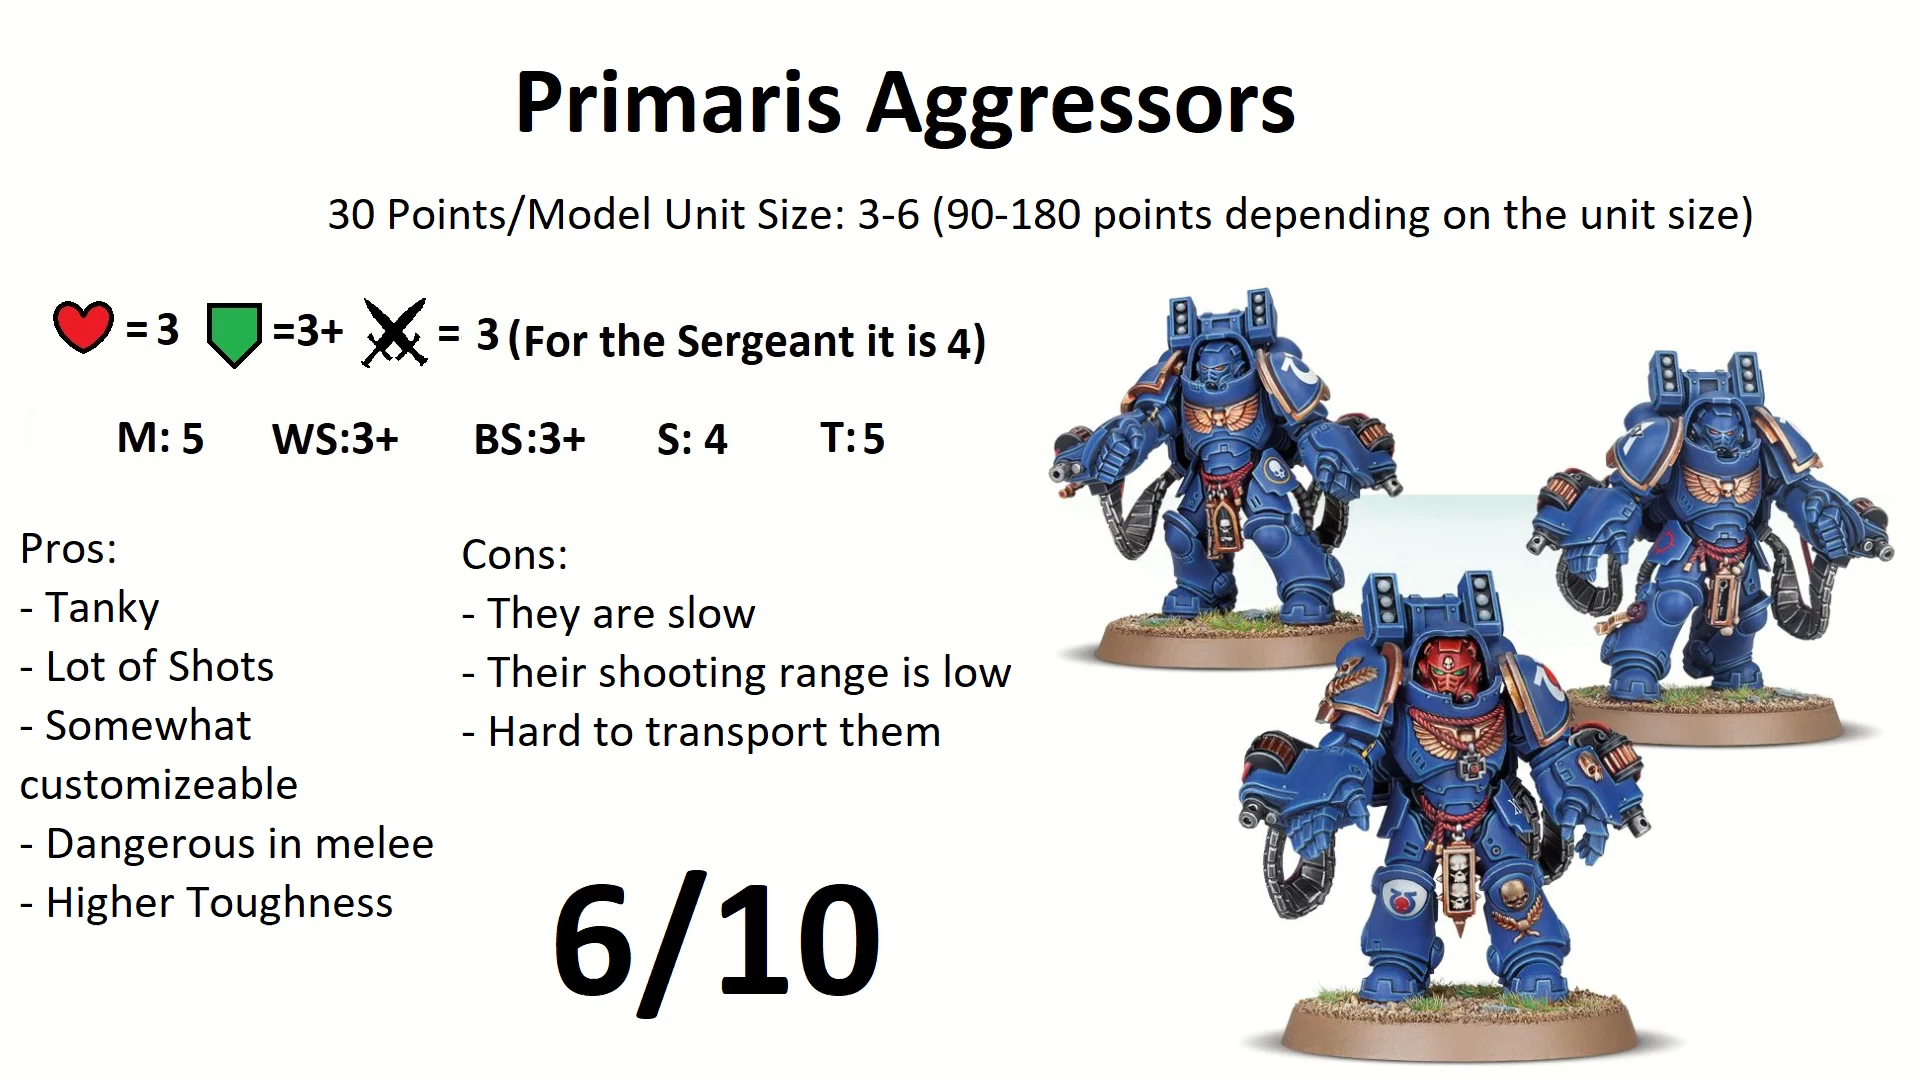 Primaris Aggressors
30 Points/Model Unit Size: 3-6 (90-180 points depending on the unit size)
= 3 =3+ = 3 (For the Sergeant it is 4)
M: 5 WS:3+ BS:3+ S: 4 T: 5
Pros:
- Tanky
- Lot of Shots
- Somewhat
customizeable
- Dangerous in melee
- Higher Toughness
Cons:
- They are slow
- Their shooting range is low
- Hard to transport them
6/10